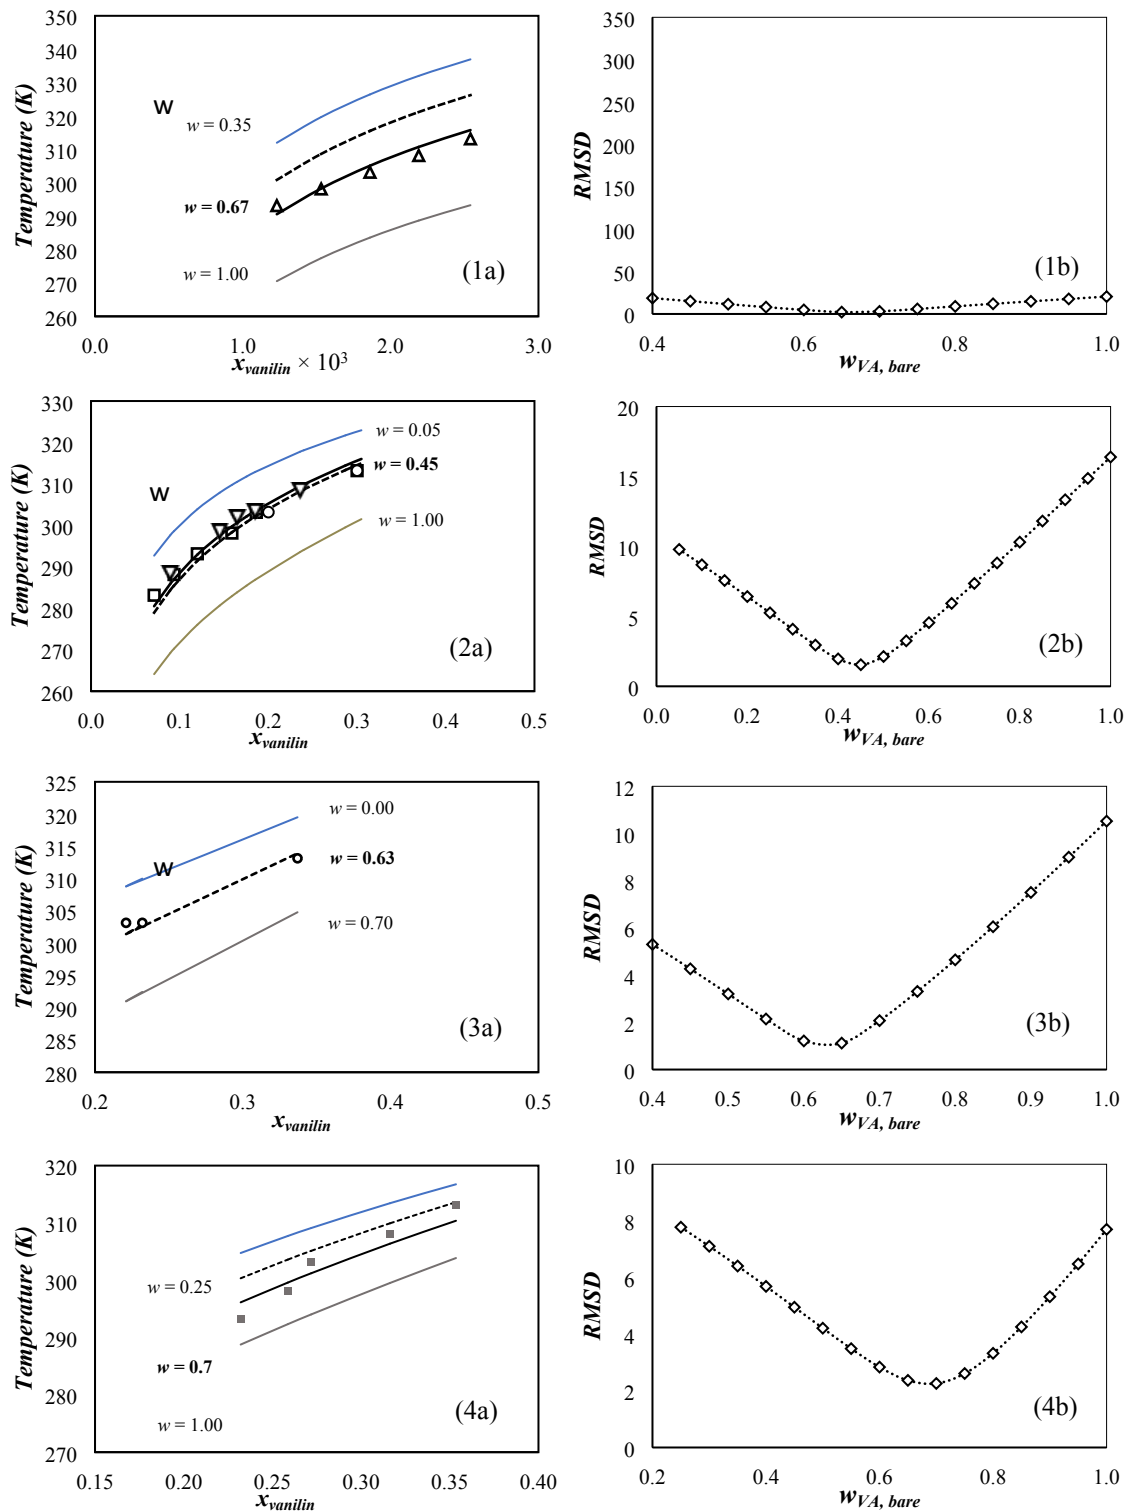 350
340
330
320
310
300
290
280
270
260
Temperature (K)
W
w = 0.35
w = 0.67
w = 1.00
(1a)
0.0
1.0
2.0
3.0
x_vanilin × 10³
350
300
250
200
150
100
50
0
RMSD
(1b)
0.4
0.6
0.8
1.0
w_VA, bare
330
320
310
300
290
280
270
260
Temperature (K)
W
w = 0.05
w = 0.45
w = 1.00
(2a)
0.0
0.1
0.2
0.3
0.4
0.5
x_vanilin
20
15
10
5
0
RMSD
(2b)
0.0
0.2
0.4
0.6
0.8
1.0
w_VA, bare
325
320
315
310
305
300
295
290
285
280
Temperature (K)
W
w = 0.00
w = 0.63
w = 0.70
(3a)
0.2
0.3
0.4
0.5
x_vanilin
12
10
8
6
4
2
0
RMSD
(3b)
0.4
0.5
0.6
0.7
0.8
0.9
1.0
w_VA, bare
320
310
300
290
280
270
Temperature (K)
w = 0.25
w = 0.7
w = 1.00
(4a)
0.15
0.20
0.25
0.30
0.35
0.40
x_vanilin
10
8
6
4
2
0
RMSD
(4b)
0.2
0.4
0.6
0.8
1.0
w_VA, bare